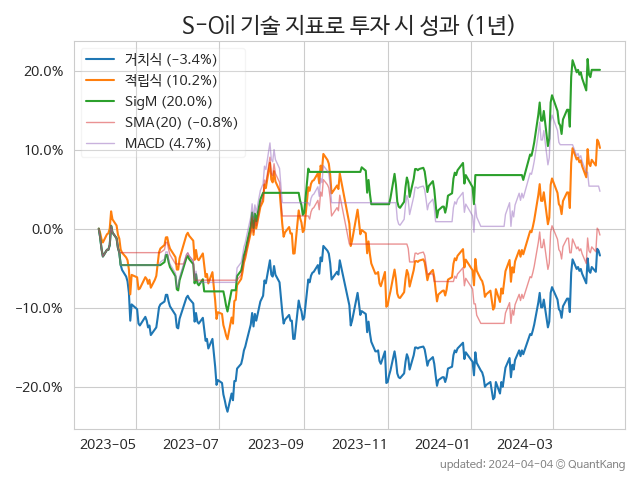 S-Oil 기술 지표로 투자 시 성과 (1년)
거치식 (-3.4%)
적립식 (10.2%)
SigM (20.0%)
SMA(20) (-0.8%)
MACD (4.7%)
20.0%
10.0%
0.0%
-10.0%
-20.0%
2023-05 2023-07 2023-09 2023-11 2024-01 2024-03
updated: 2024-04-04 © QuantKang